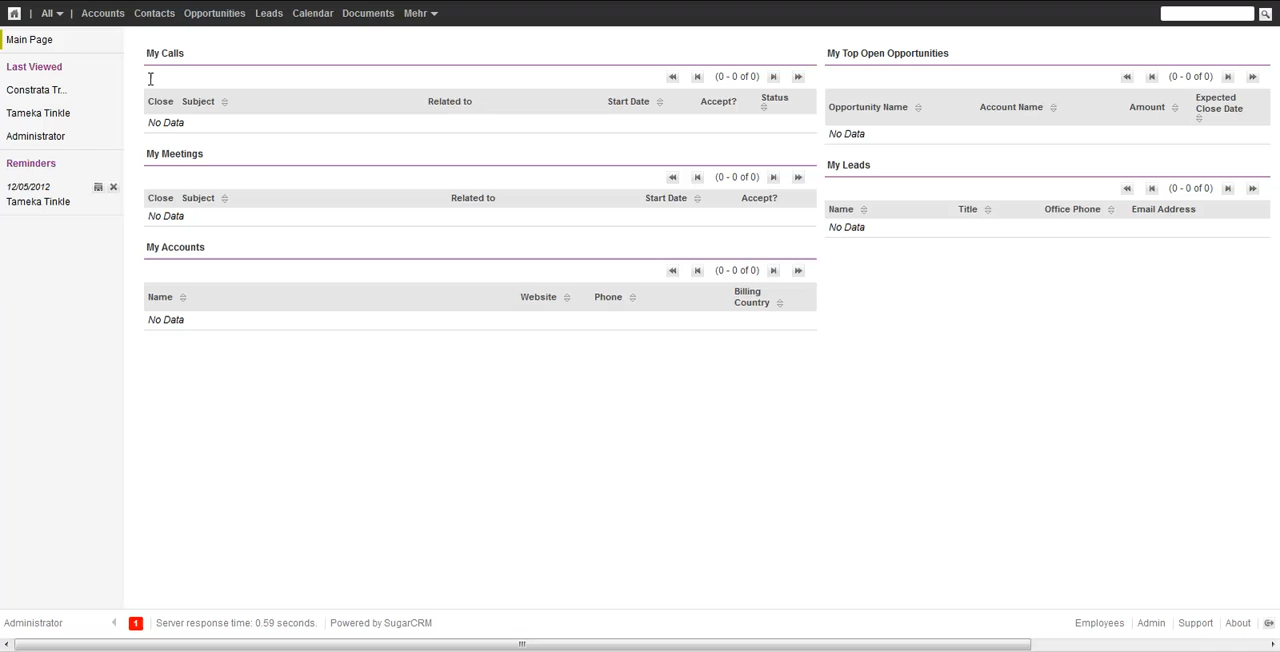 | All | Accounts Contacts Opportunities Leads Calendar Documents Mehr
Main Page
Last Viewed
Constrata Tr...
Tameka Tinkle
Administrator
Reminders
12/05/2012
Tameka Tinkle
My Calls
(0 - 0 of 0)
Close Subject Related to Start Date Accept? Status
No Data
My Meetings
(0 - 0 of 0)
Close Subject Related to Start Date Accept?
No Data
My Accounts
(0 - 0 of 0)
Name Website Phone Billing Country
No Data
My Top Open Opportunities
(0 - 0 of 0)
Opportunity Name Account Name Amount Expected Close Date
No Data
My Leads
(0 - 0 of 0)
Name Title Office Phone Email Address
No Data
Administrator 1 Server response time: 0.59 seconds. | Powered by SugarCRM Employees | Admin | Support | About